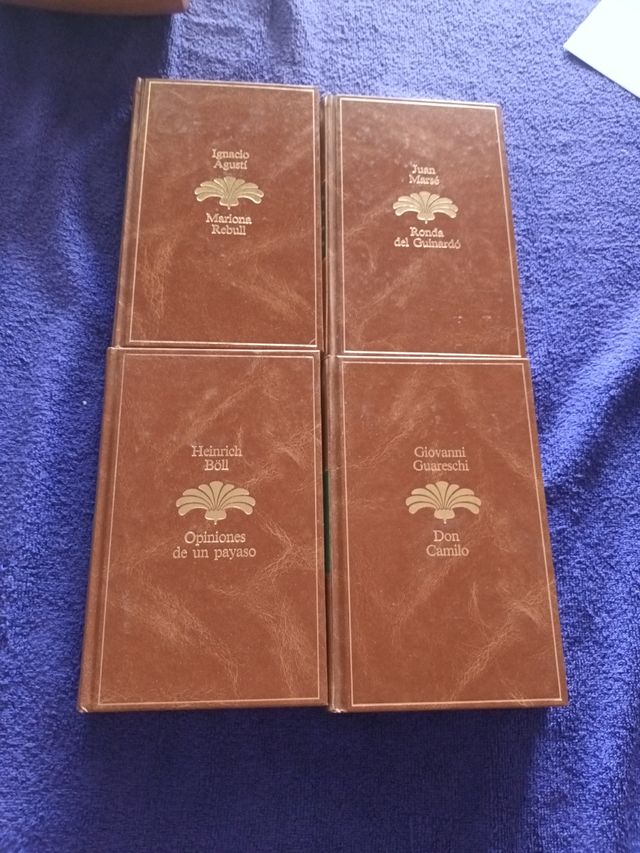 Ignacio
Agustí
Mariona
Rebull
Juan
Marsé
Ronda
del Guinardó
Heinrich
Böll
Opiniones
de un payaso
Giovanni
Guareschi
Don
Camilo